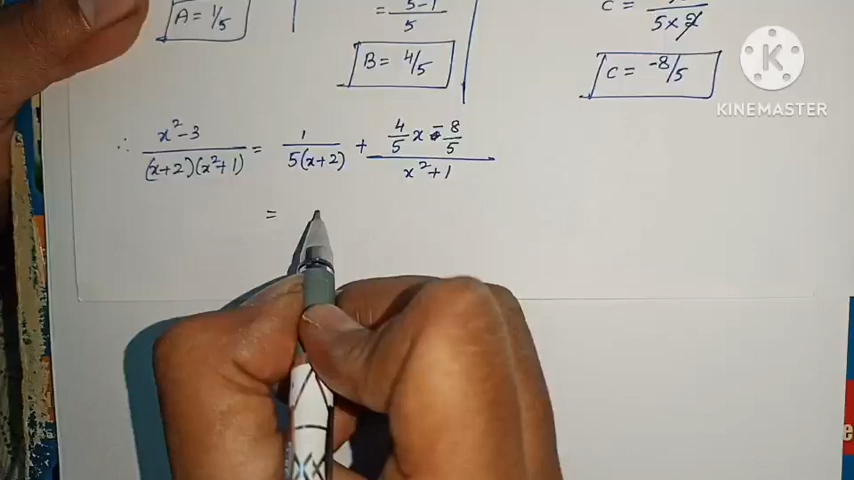 A = 1/5
= 5-1 / 5
B = 4/5
5×2
C =
C = -8/5
∴ x²-3 / (x+2)(x²+1) = 1 / 5(x+2) + 4/5 x - 8/5 / x²+1
=
K
KINEMASTER